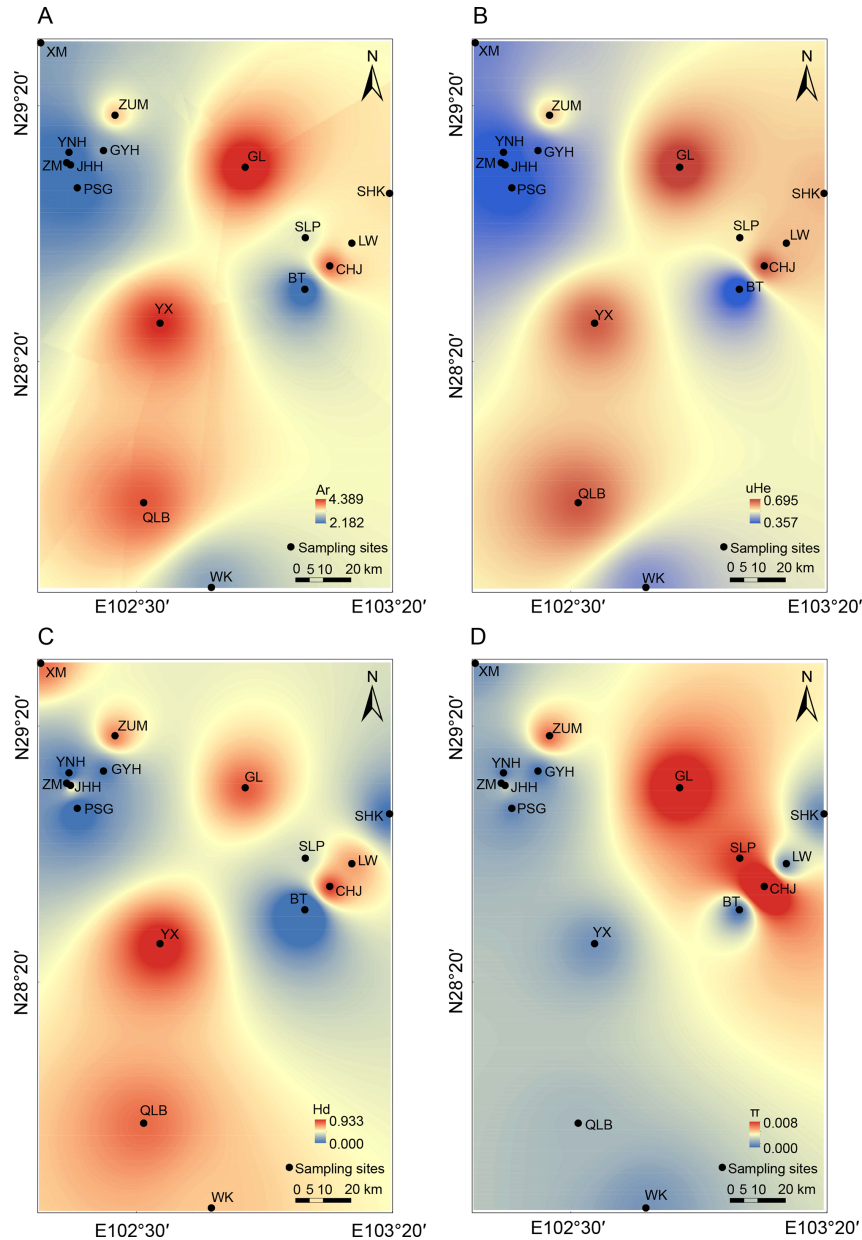 A
XM
N
N29°20′
ZUM
YNH
GYH
ZM
JHH
PSG
GL
SHK
SLP
LW
CHJ
BT
YX
N28°20′
Ar
4.389
2.182
QLB
Sampling sites
WK
0 5 10 20 km
E102°30′
E103°20′
B
XM
N
N29°20′
ZUM
YNH
GYH
ZM
JHH
PSG
GL
SHK
SLP
LW
CHJ
BT
YX
N28°20′
uHe
0.695
0.357
QLB
Sampling sites
WK
0 5 10 20 km
E102°30′
E103°20′
C
XM
N
N29°20′
ZUM
YNH
GYH
ZM
JHH
PSG
GL
SHK
SLP
LW
CHJ
BT
YX
N28°20′
Hd
0.933
0.000
QLB
Sampling sites
WK
0 5 10 20 km
E102°30′
E103°20′
D
XM
N
N29°20′
ZUM
YNH
GYH
ZM
JHH
PSG
GL
SHK
SLP
LW
CHJ
BT
YX
N28°20′
π
0.008
0.000
QLB
Sampling sites
WK
0 5 10 20 km
E102°30′
E103°20′